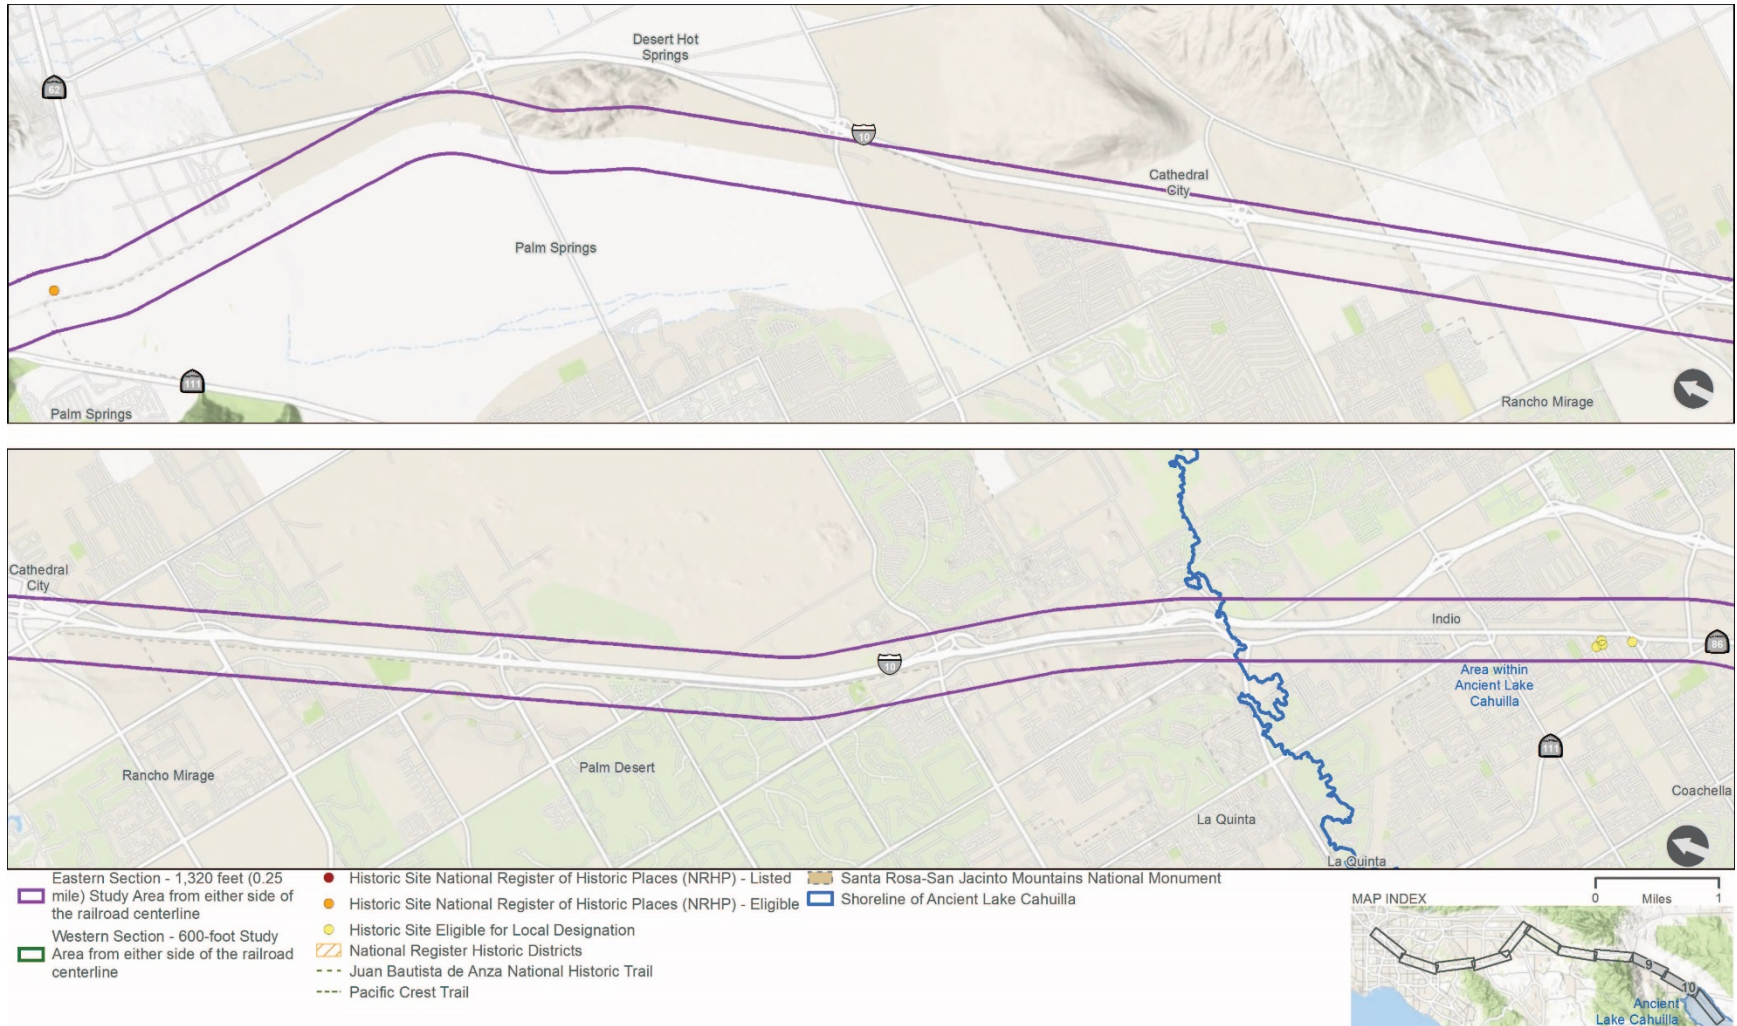 Desert Hot
Springs
62
10
Cathedral
City
Palm Springs
111
Palm Springs
Rancho Mirage
Cathedral
City
Indio
86
10
Area within
Ancient Lake
Cahuilla
111
Rancho Mirage
Palm Desert
Coachella
La Quinta
La Quinta
Eastern Section - 1,320 feet (0.25
mile) Study Area from either side of
the railroad centerline
Western Section - 600-foot Study
Area from either side of the railroad
centerline
Historic Site National Register of Historic Places (NRHP) - Listed
Historic Site National Register of Historic Places (NRHP) - Eligible
Historic Site Eligible for Local Designation
National Register Historic Districts
Juan Bautista de Anza National Historic Trail
Pacific Crest Trail
Santa Rosa-San Jacinto Mountains National Monument
Shoreline of Ancient Lake Cahuilla
0 Miles 1
MAP INDEX
9
10
Ancient
Lake Cahuilla